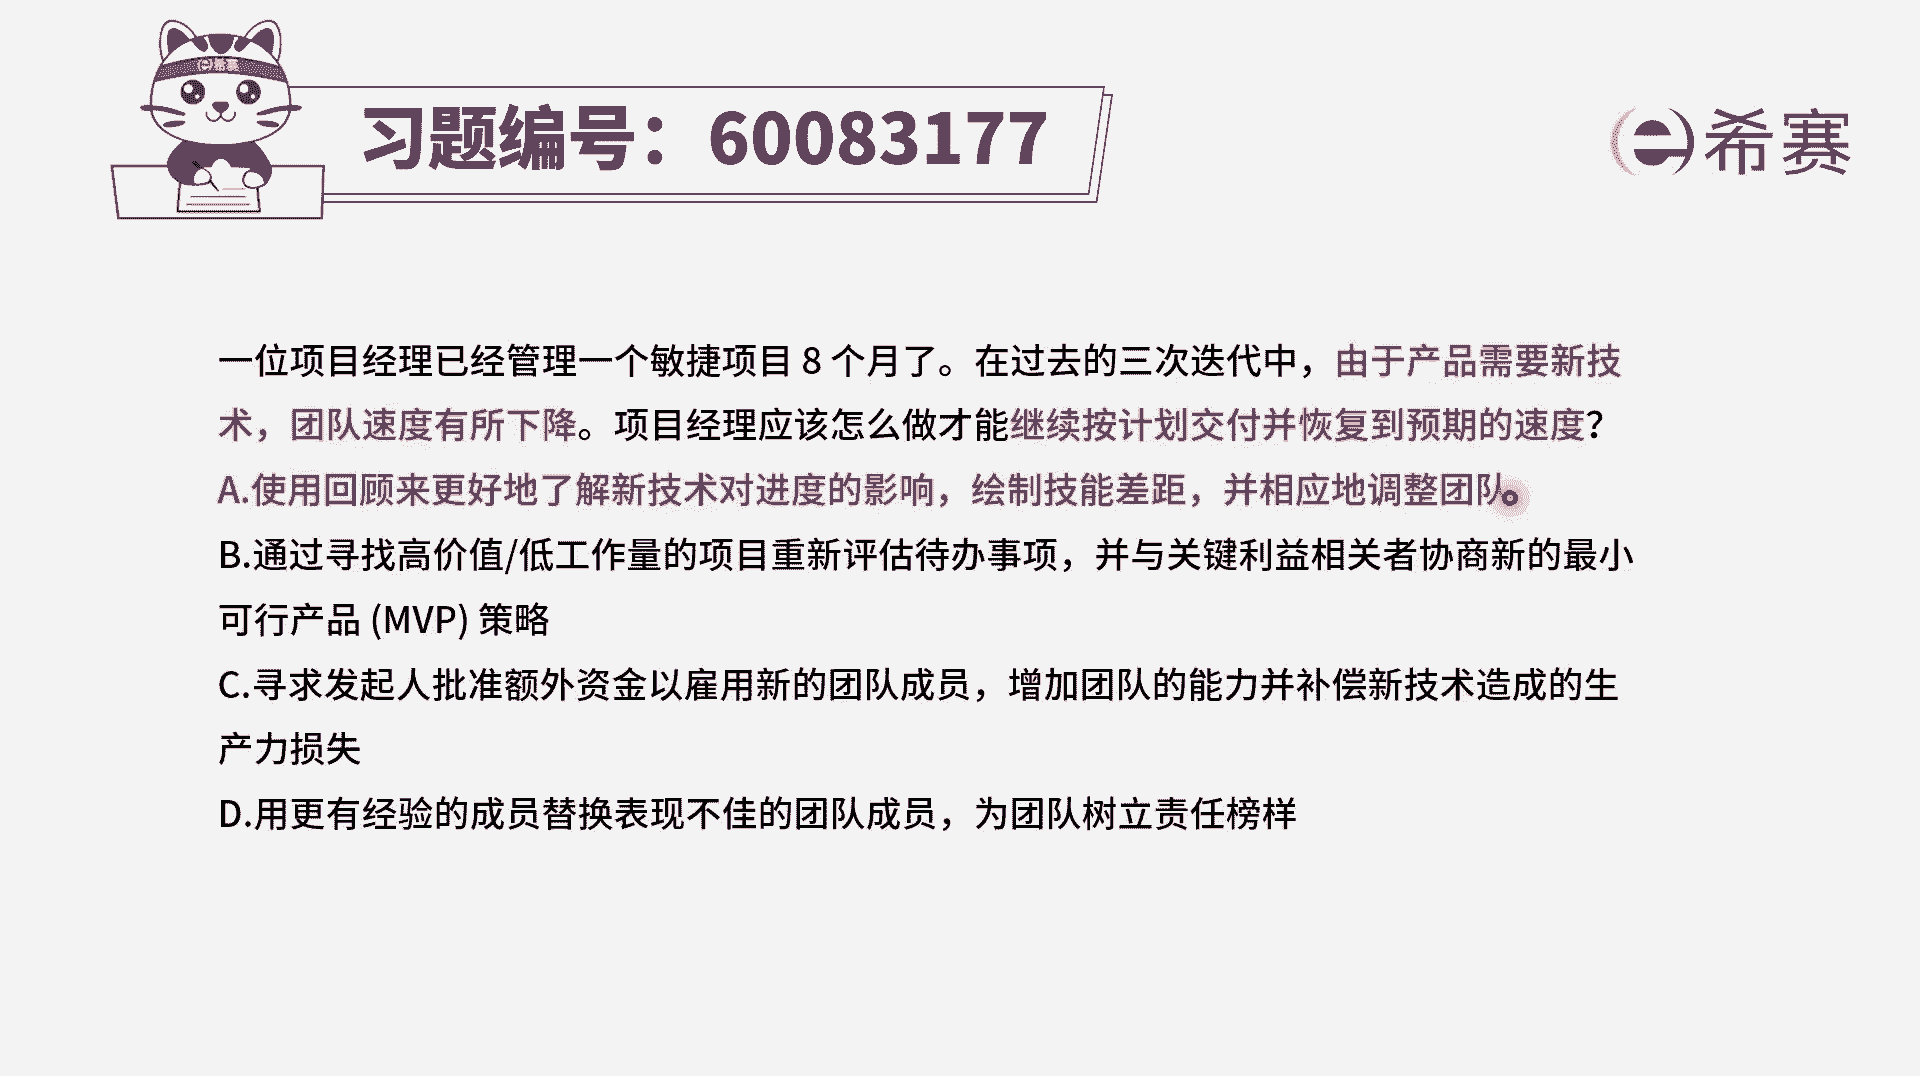 希赛
习题编号：60083177
希赛
一位项目经理已经管理一个敏捷项目 8 个月了。在过去的三次迭代中，由于产品需要新技
术，团队速度有所下降。项目经理应该怎么做才能继续按计划交付并恢复到预期的速度？
A.使用回顾来更好地了解新技术对进度的影响，绘制技能差距，并相应地调整团队。
B.通过寻找高价值/低工作量的项目重新评估待办事项，并与关键利益相关者协商新的最小
可行产品 (MVP) 策略
C.寻求发起人批准额外资金以雇用新的团队成员，增加团队的能力并补偿新技术造成的生
产力损失
D.用更有经验的成员替换表现不佳的团队成员，为团队树立责任榜样